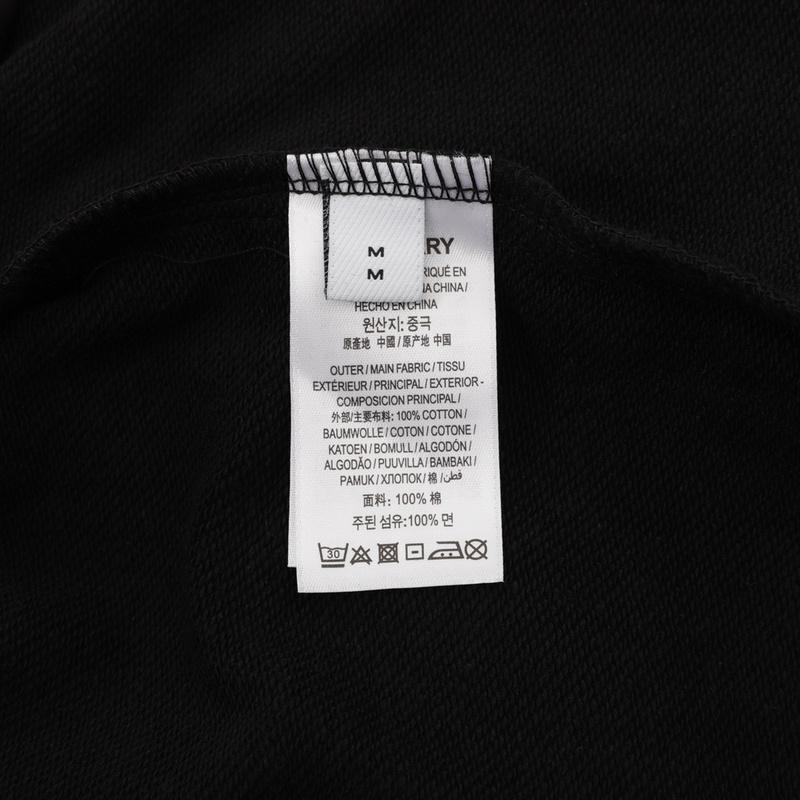 M
M
RY
RIQUÉ EN
NA CHINA /
HECHO EN CHINA
원산지: 중국
原產地 中國 / 原产地 中国
OUTER / MAIN FABRIC / TISSU
EXTÉRIEUR / PRINCIPAL / EXTERIOR -
COMPOSICION PRINCIPAL /
外部/主要布料: 100% COTTON /
BAUMWOLLE / COTON / COTONE /
KATOEN / BOMULL / ALGODÓN /
ALGODÃO / PUUVILLA / BAMBAKI /
PAMUK / ХЛОПОК / 棉 / قطن
面料: 100% 棉
주된 섬유:100% 면
30